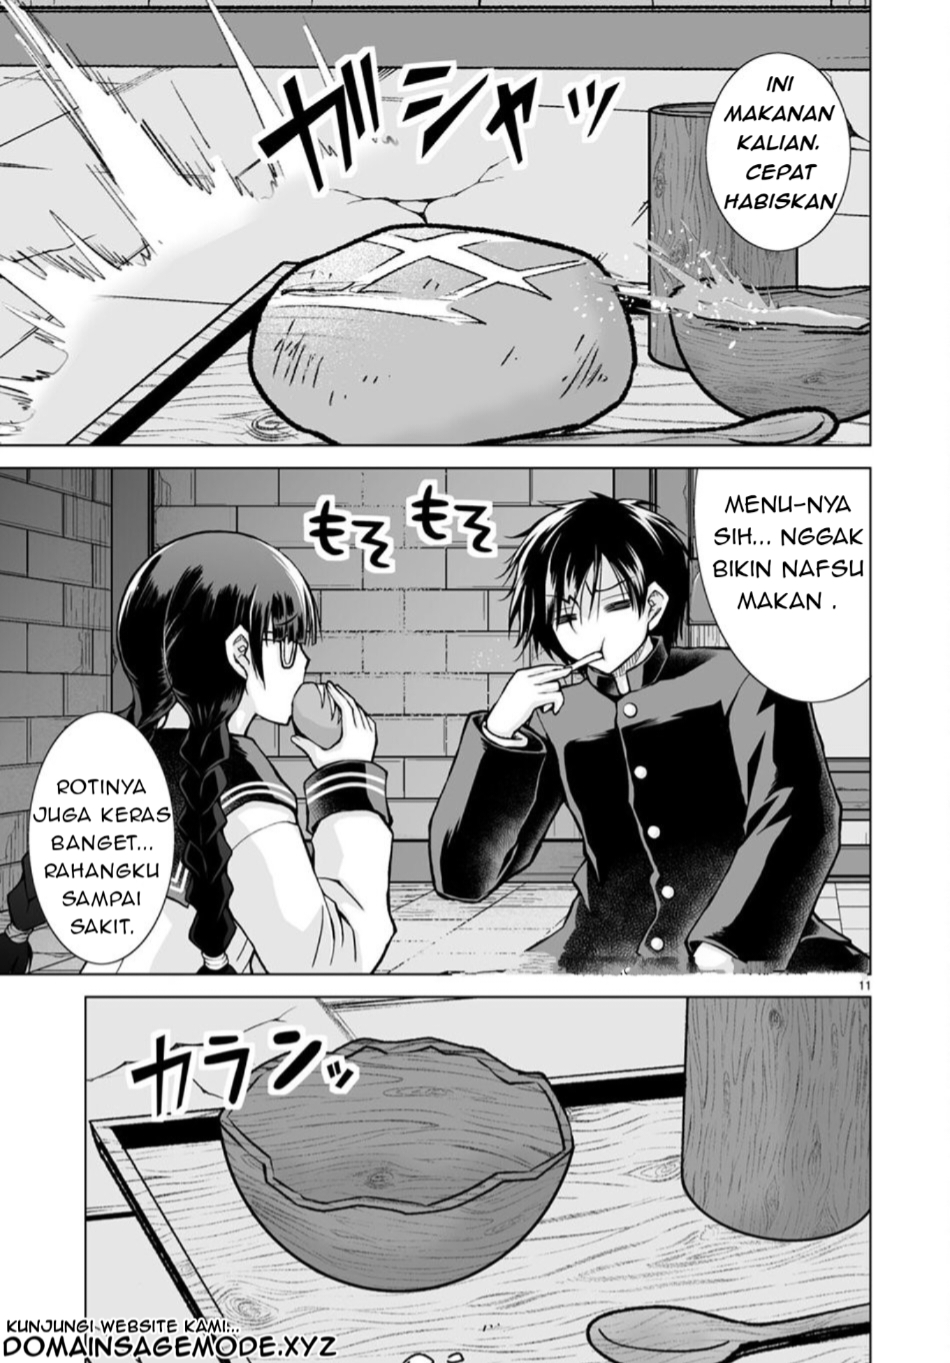 INI
MAKANAN
KALIAN.
CEPAT
HABISKAN
ガシャッ
MENU-NYA
SIH... NGGAK
BIKIN NAFSU
MAKAN .
もそ
もそ
ROTINYA
JUGA KERAS
BANGET...
RAHANGKU
SAMPAI
SAKIT.
11
カランッ
KUNJUNGI WEBSITE KAMI...
DOMAINSAGEMODE.XYZ